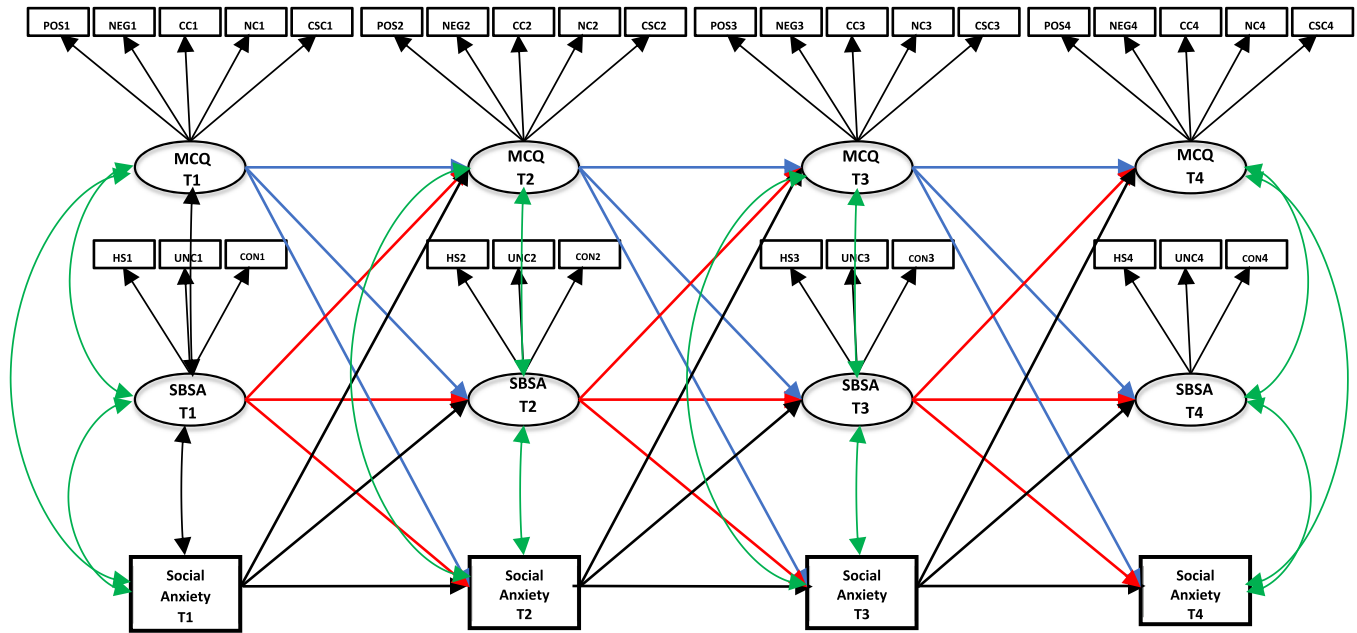 POS1 NEG1 CC1 NC1 CSC1 POS2 NEG2 CC2 NC2 CSC2 POS3 NEG3 CC3 NC3 CSC3 POS4 NEG4 CC4 NC4 CSC4
MCQ MCQ MCQ MCQ
T1 T2 T3 T4
HS1 UNC1 CON1 HS2 UNC2 CON2 HS3 UNC3 CON3 HS4 UNC4 CON4
SBSA SBSA SBSA SBSA
T1 T2 T3 T4
Social Social Social Social
Anxiety Anxiety Anxiety Anxiety
T1 T2 T3 T4